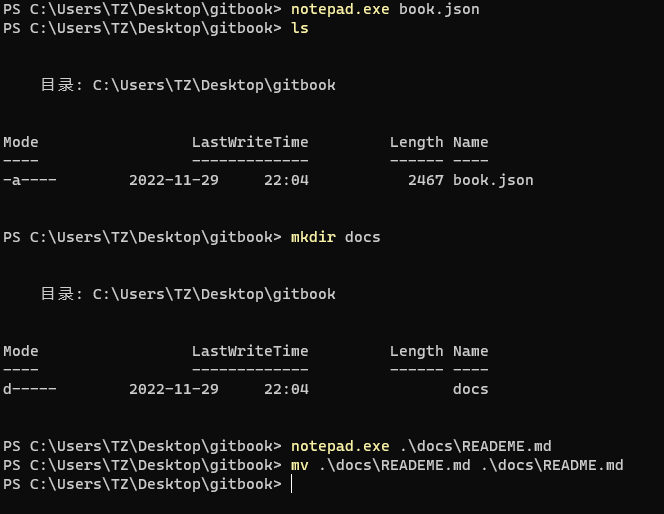 PS C:\Users\TZ\Desktop\gitbook> notepad.exe book.json
PS C:\Users\TZ\Desktop\gitbook> ls
目录: C:\Users\TZ\Desktop\gitbook
Mode LastWriteTime Length Name
---- ------------- ------ ----
-a---- 2022-11-29 22:04 2467 book.json
PS C:\Users\TZ\Desktop\gitbook> mkdir docs
目录: C:\Users\TZ\Desktop\gitbook
Mode LastWriteTime Length Name
---- ------------- ------ ----
d----- 2022-11-29 22:04 docs
PS C:\Users\TZ\Desktop\gitbook> notepad.exe .\docs\READEME.md
PS C:\Users\TZ\Desktop\gitbook> mv .\docs\READEME.md .\docs\README.md
PS C:\Users\TZ\Desktop\gitbook>